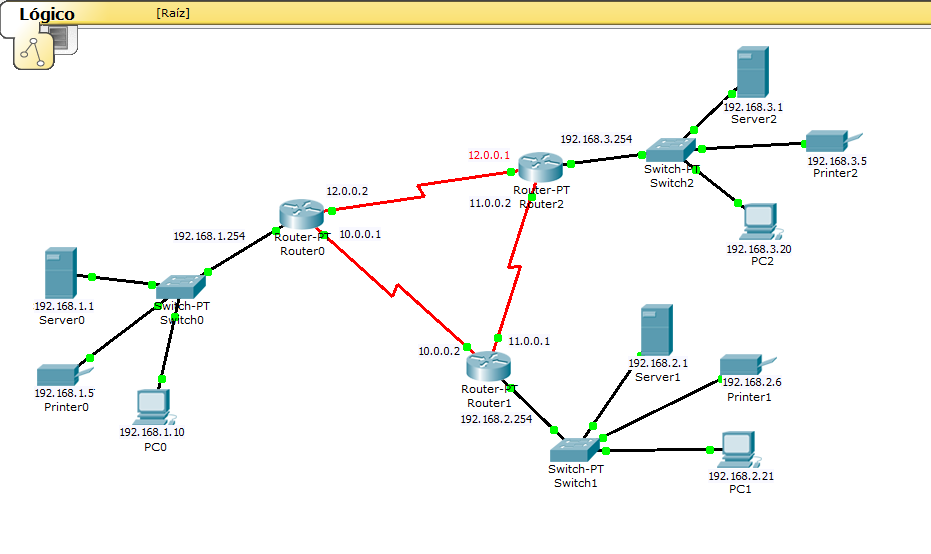 Lógico
[Raíz]
192.168.3.1
Server2
192.168.3.254
12.0.0.1
192.168.3.5
Printer2
Switch-PT
Switch2
Router-PT
Router2
12.0.0.2
11.0.0.2
192.168.1.254
Router-PT
Router0
10.0.0.1
192.168.3.20
PC2
192.168.1.1
Server0
Switch-PT
Switch0
11.0.0.1
10.0.0.2
192.168.2.1
Server1
192.168.2.6
Printer1
192.168.1.5
Printer0
Router-PT
Router1
192.168.2.254
192.168.1.10
PC0
Switch-PT
Switch1
192.168.2.21
PC1